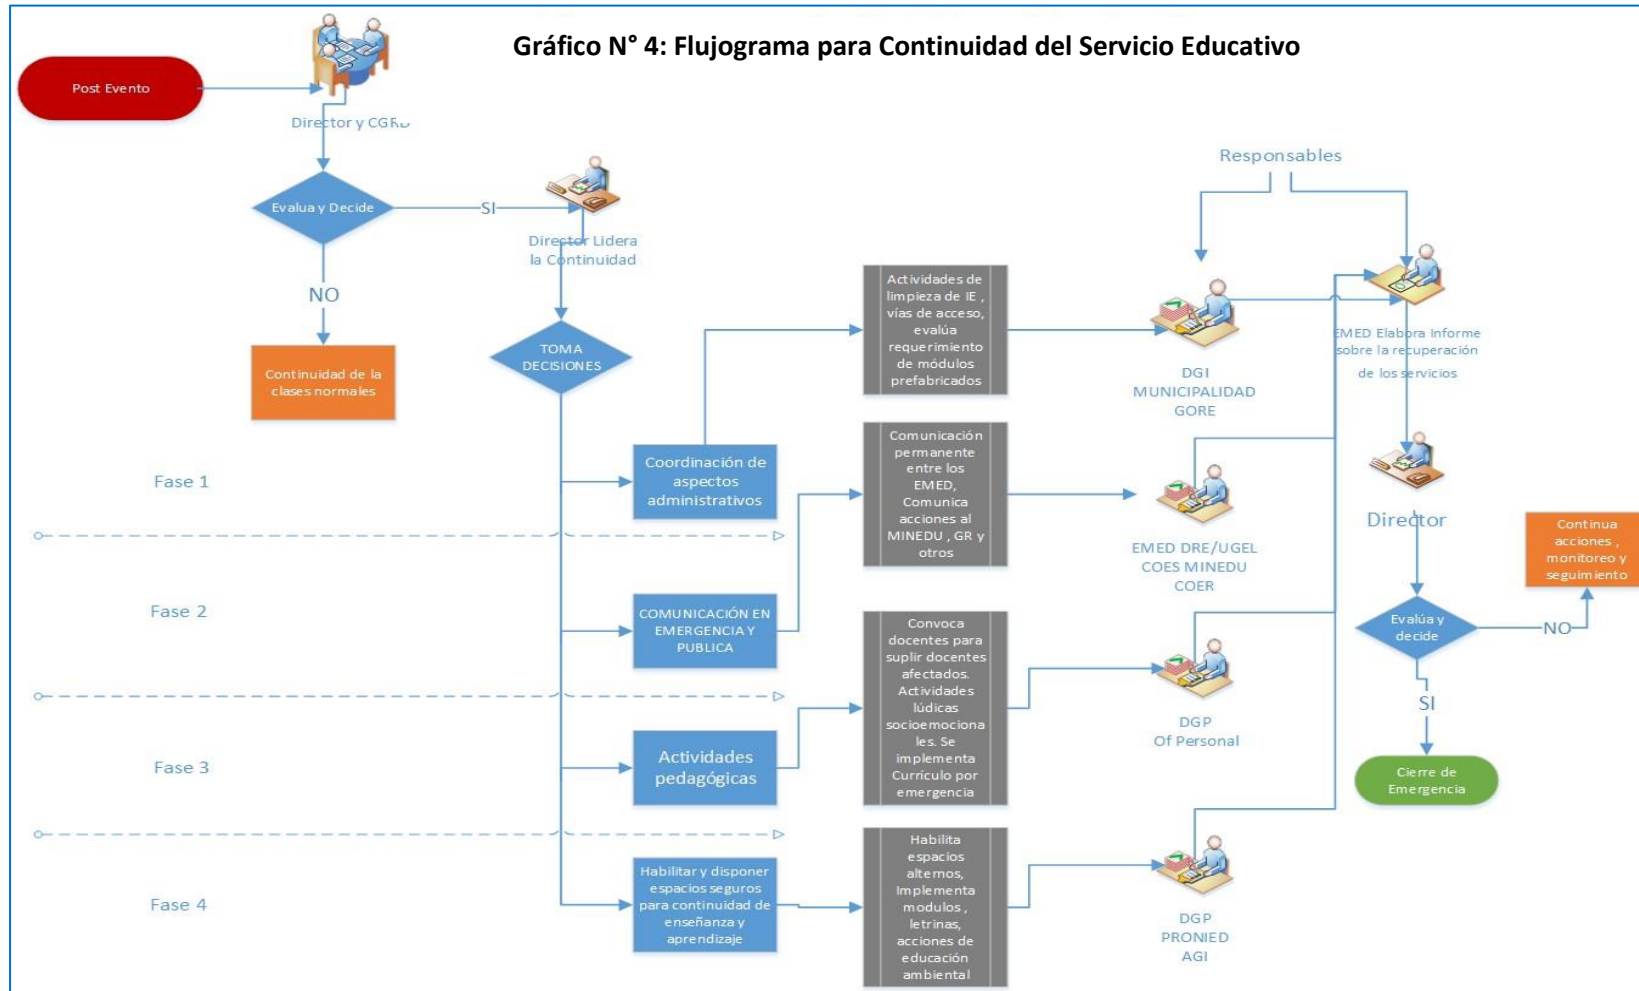 Gráfico N° 4: Flujograma para Continuidad del Servicio Educativo
Post Evento
Director y CGRD
Evalua y Decide
SI
NO
Continuidad de la
clases normales
Director Lidera
la Continuidad
TOMA
DECISIONES
Responsables
Fase 1
Coordinación de
aspectos
administrativos
Actividades de
limpieza de IE ,
vías de acceso,
evalúa
requerimiento
de módulos
prefabricados
DGI
MUNICIPALIDAD
GORE
Fase 2
COMUNICACIÓN EN
EMERGENCIA Y
PUBLICA
Comunicación
permanente
entre los
EMED,
Comunica
acciones al
MINEDU , GR y
otros
EMED DRE/UGEL
COES MINEDU
COER
Fase 3
Actividades
pedagógicas
Convoca
docentes para
suplir docentes
afectados.
Actividades
lúdicas
socioemociona
les. Se
implementa
Currículo por
emergencia
DGP
Of Personal
Fase 4
Habilitar y disponer
espacios seguros
para continuidad de
enseñanza y
aprendizaje
Habilita
espacios
alternos,
Implementa
modulos ,
letrinas,
acciones de
educación
ambiental
DGP
PRONIED
AGI
EMED Elabora Informe
sobre la recuperación
de los servicios
Director
Evalúa y
decide
NO
Continua
acciones ,
monitoreo y
seguimiento
SI
Cierre de
Emergencia